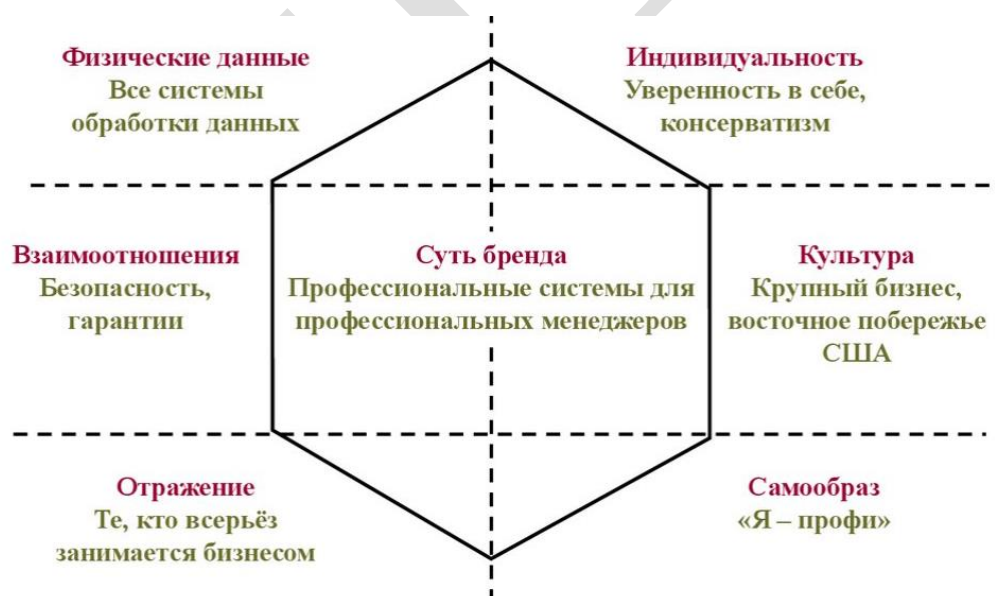 Физические данные
Все системы
обработки данных
Индивидуальность
Уверенность в себе,
консерватизм
Взаимоотношения
Безопасность,
гарантии
Суть бренда
Профессиональные системы для
профессиональных менеджеров
Культура
Крупный бизнес,
восточное побережье
США
Отражение
Те, кто всерьёз
занимается бизнесом
Самообраз
«Я – профи»